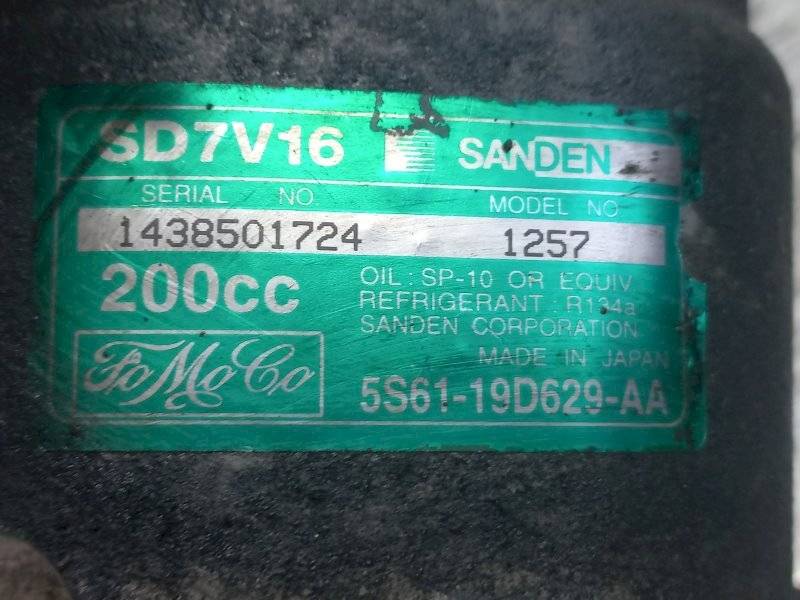 SD7V16 SANDEN
SERIAL NO. MODEL NO
1438501724 1257
200cc
OIL : SP-10 OR EQUIV.
REFRIGERANT : R134a
SANDEN CORPORATION
MADE IN JAPAN
FoMoCo
5S61-19D629-AA